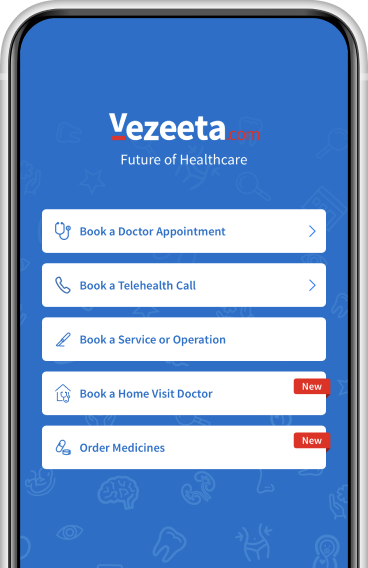 Vezeeta.com
Future of Healthcare
Book a Doctor Appointment
Book a Telehealth Call
Book a Service or Operation
Book a Home Visit Doctor
New
Order Medicines
New